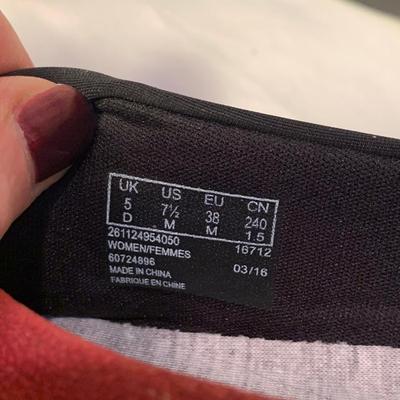 UK US EU CN
5 7½ 38 240
D M M 1.5
261124954050 16712
WOMEN/FEMMES
60724896 03/16
MADE IN CHINA
FABRIQUE EN CHINE